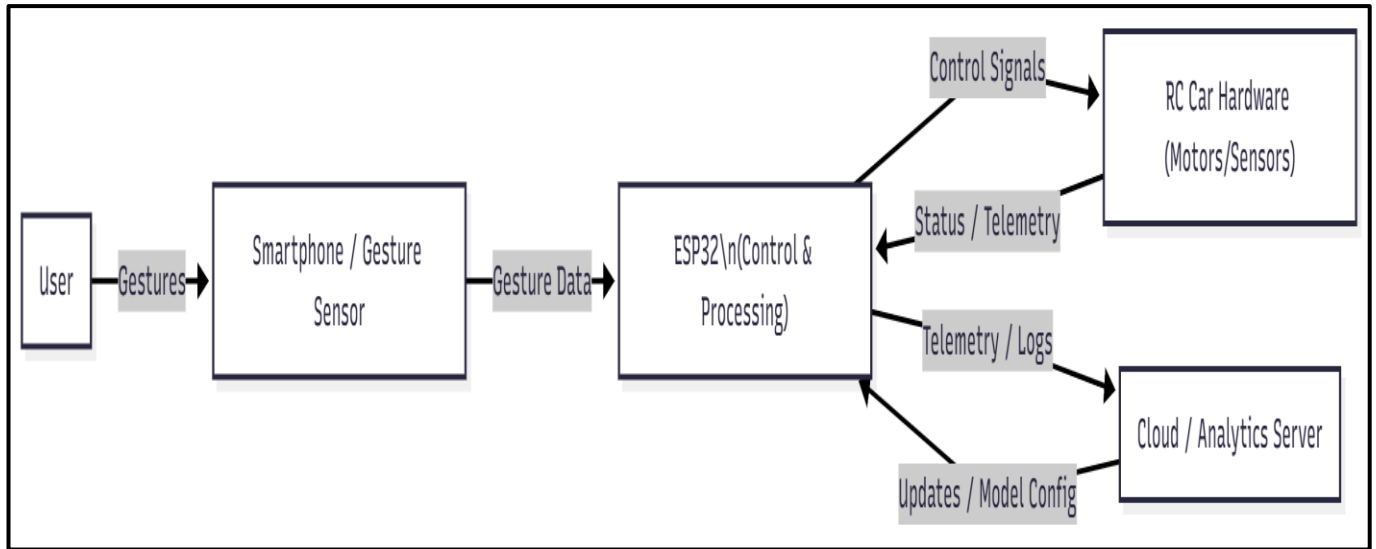 User
Gestures
Smartphone / Gesture
Sensor
Gesture Data
ESP32\n(Control &
Processing)
Control Signals
RC Car Hardware
(Motors/Sensors)
Status / Telemetry
Telemetry / Logs
Cloud / Analytics Server
Updates / Model Config